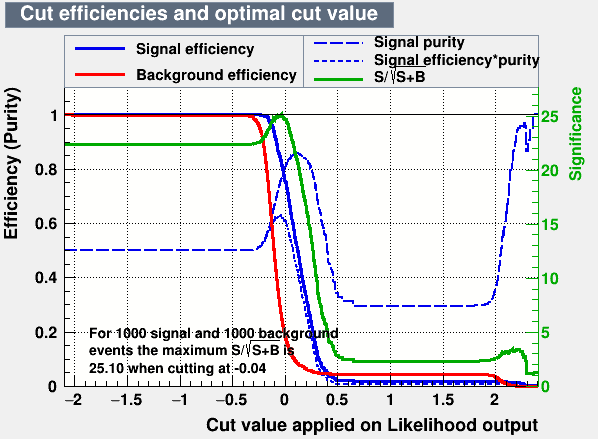 Cut efficiencies and optimal cut value
Signal efficiency
Background efficiency
Signal purity
Signal efficiency*purity
S/√S+B
Efficiency (Purity)
1
0.8
0.6
0.4
0.2
0
Significance
25
20
15
10
5
0
For 1000 signal and 1000 background
events the maximum S/√S+B is
25.10 when cutting at -0.04
−2 −1.5 −1 −0.5 0 0.5 1 1.5 2
Cut value applied on Likelihood output